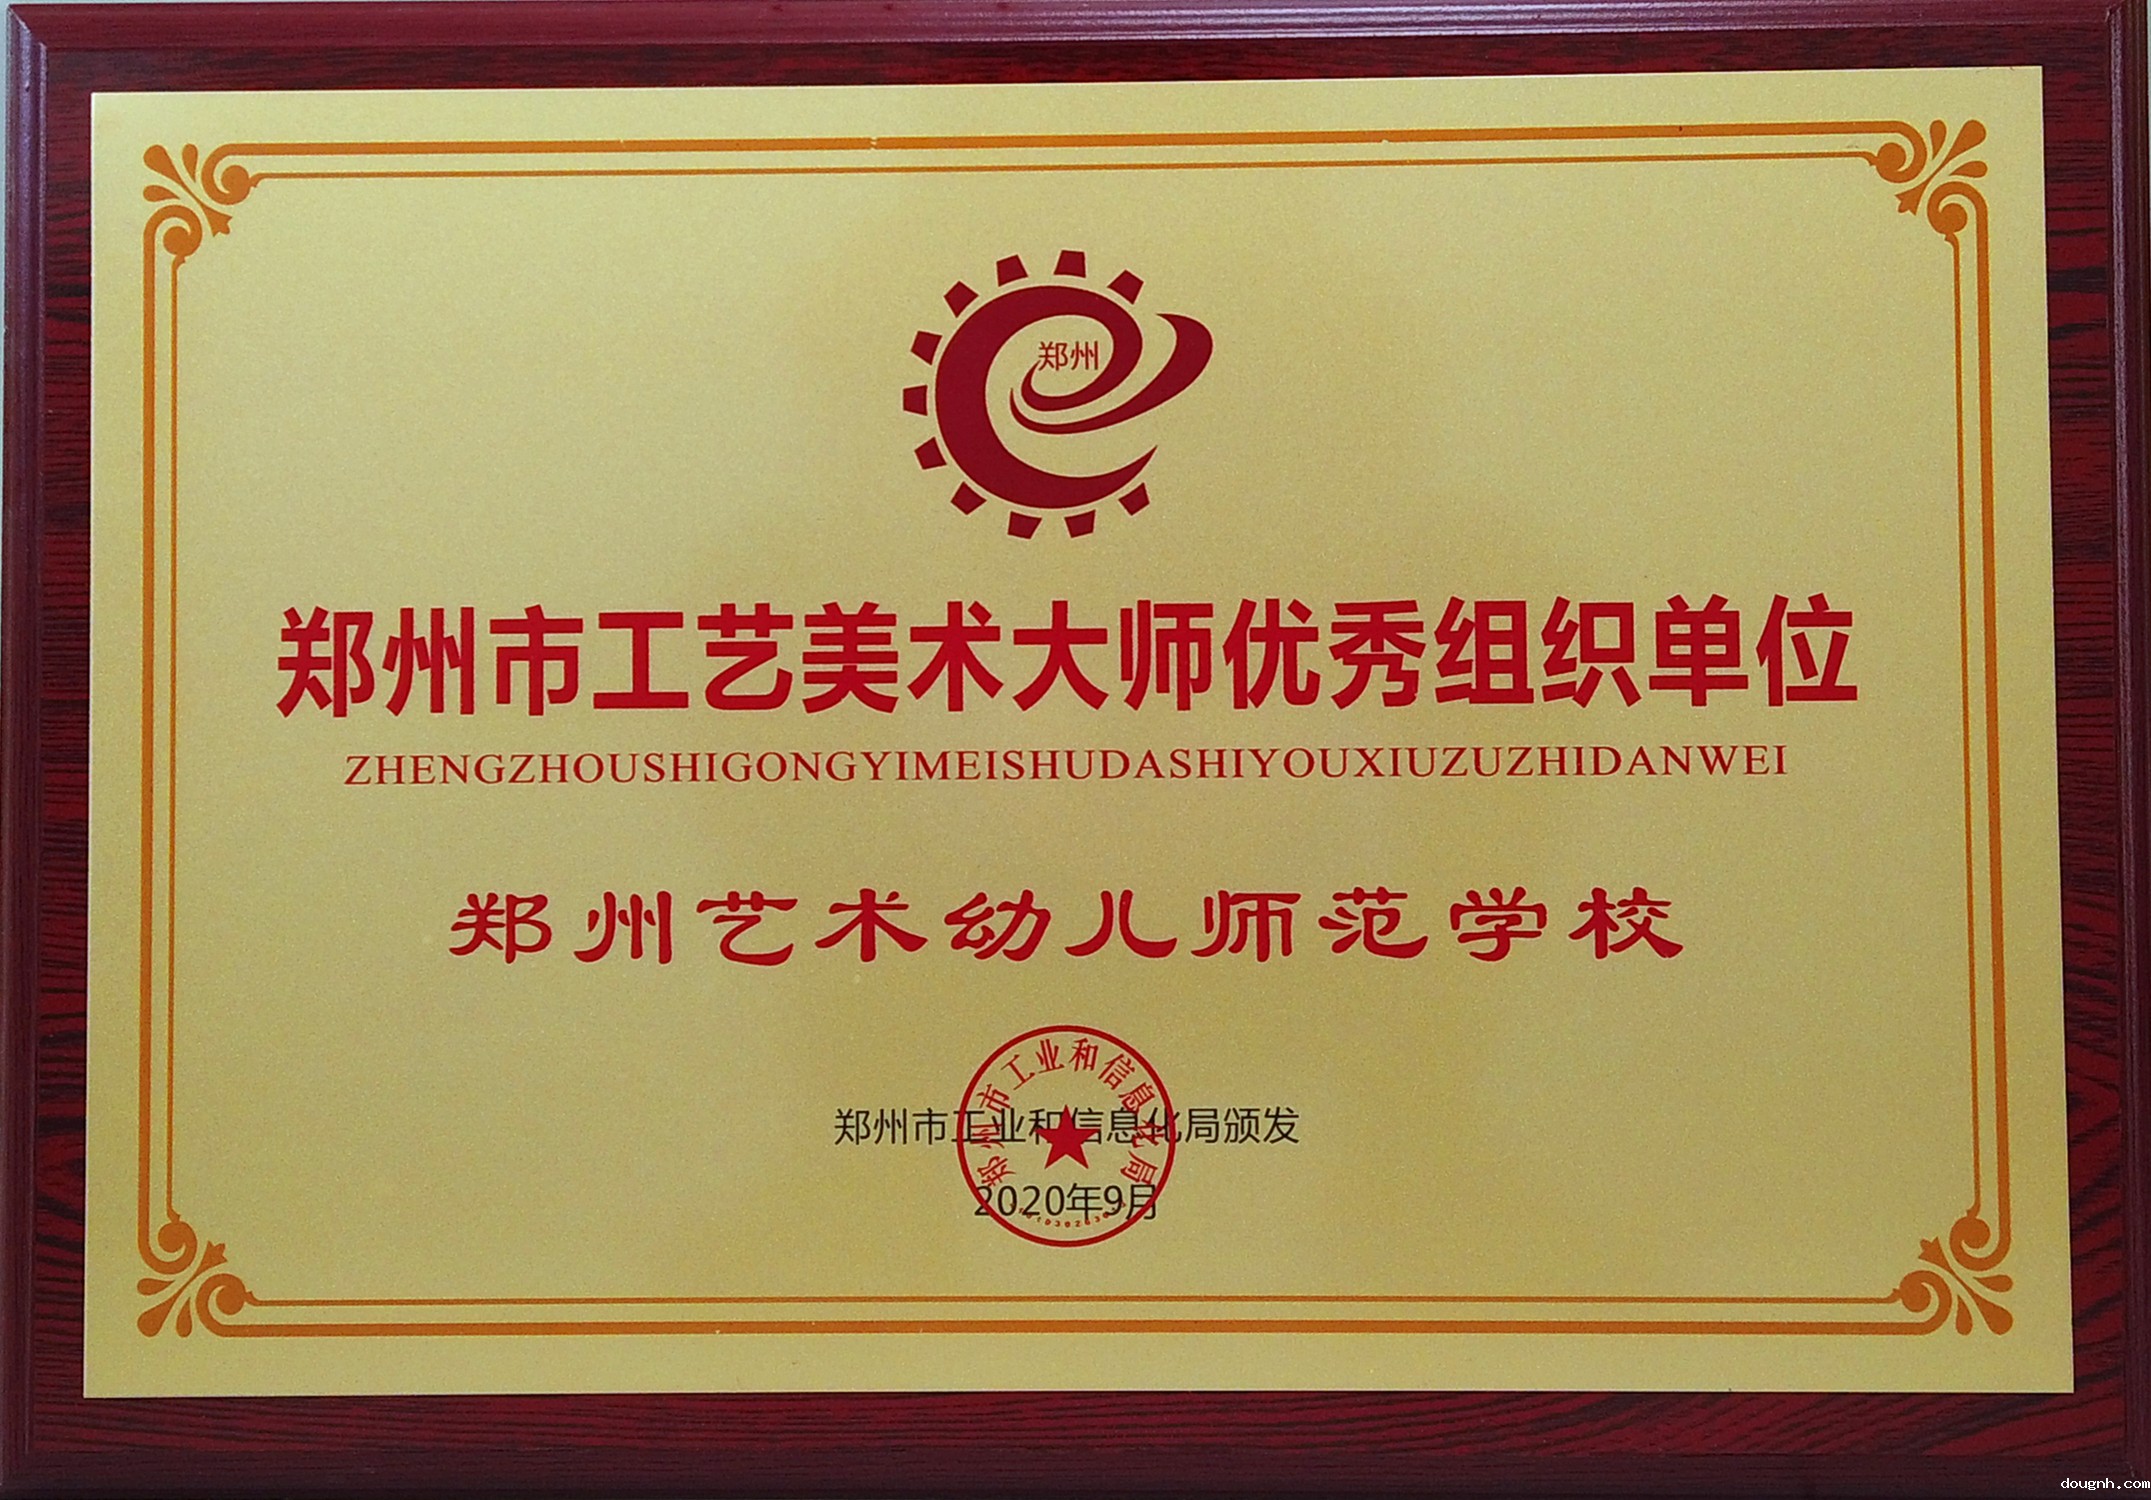 郑州
郑州市工艺美术大师优秀组织单位
ZHENGZHOUSHIGONGYIMEISHUDASHIYOUXIUZUZHIDANWEI
郑州艺术幼儿师范学校
郑州市工业和信息化局
郑州市工业和信息化局颁发
2020年9月
dougnh.com